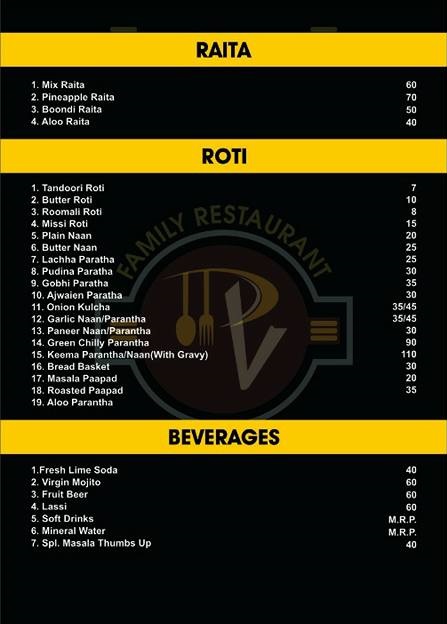 RAITA
1. Mix Raita 60
2. Pineapple Raita 70
3. Boondi Raita 50
4. Aloo Raita 40
ROTI
1. Tandoori Roti 7
2. Butter Roti 10
3. Roomali Roti 8
4. Missi Roti 15
5. Plain Naan 20
6. Butter Naan 25
7. Lachha Paratha 25
8. Pudina Paratha 30
9. Gobhi Paratha 35
10. Ajwaien Paratha 30
11. Onion Kulcha 35/45
12. Garlic Naan/Parantha 35/45
13. Paneer Naan/Parantha 30
14. Green Chilly Parantha 90
15. Keema Parantha/Naan(With Gravy) 110
16. Bread Basket 30
17. Masala Paapad 20
18. Roasted Paapad 35
19. Aloo Parantha
FAMILY RESTAURANT
PV
BEVERAGES
1.Fresh Lime Soda 40
2. Virgin Mojito 60
3. Fruit Beer 60
4. Lassi 60
5. Soft Drinks M.R.P.
6. Mineral Water M.R.P.
7. Spl. Masala Thumbs Up 40